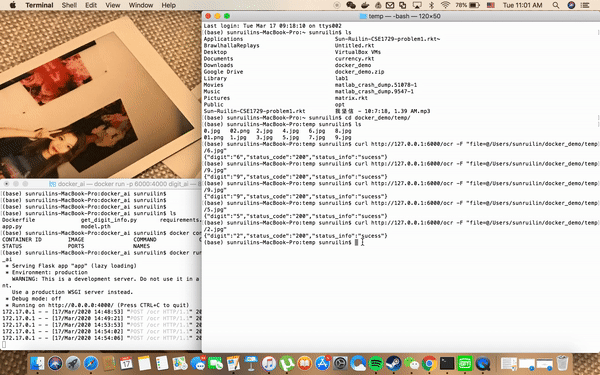 Terminal Shell Edit View Window Help
78% Tue 11:01 AM
temp — -bash — 120×50
Last login: Tue Mar 17 09:18:10 on ttys002
(base) sunruilin-MacBook-Pro:~ sunruilin$ ls
Applications Sun-Ruilin-CSE1729-problem1.rkt~
BrawlhallaReplays Untitled.rkt
Desktop VirtualBox VMs
Documents currency.rkt
Downloads docker_demo
Google Drive docker_demo.zip
Library lab1
Movies matlab_crash_dump.51078-1
Music matlab_crash_dump.9547-1
Pictures matrix.rkt
Public opt
Sun-Ruilin-CSE1729-problem1.rkt
(base) sunruilins-MacBook-Pro:~ sunruilin$ cd docker_demo/temp/
(base) sunruilins-MacBook-Pro:temp sunruilin$ ls
0.jpg 02.png 2.jpg 4.jpg 6.jpg 8.jpg
01.png 1.jpg 3.jpg 5.jpg 7.jpg 9.jpg
(base) sunruilins-MacBook-Pro:temp sunruilin$ curl http://127.0.0.1:6000/ocr -F "file=@/Users/sunruilin/docker_demo/temp
/6.jpg"
{"digit":"6","status_code":"200","status_info":"sucess"}
(base) sunruilins-MacBook-Pro:temp sunruilin$ curl http://127.0.0.1:6000/ocr -F "file=@/Users/sunruilin/docker_demo/temp
/9.jpg"
{"digit":"9","status_code":"200","status_info":"sucess"}
(base) sunruilins-MacBook-Pro:temp sunruilin$ curl http://127.0.0.1:6000/ocr -F "file=@/Users/sunruilin/docker_demo/temp
/9.jpg"
{"digit":"9","status_code":"200","status_info":"sucess"}
(base) sunruilins-MacBook-Pro:temp sunruilin$ curl http://127.0.0.1:6000/ocr -F "file=@/Users/sunruilin/docker_demo/temp
/5.jpg"
{"digit":"5","status_code":"200","status_info":"sucess"}
(base) sunruilins-MacBook-Pro:temp sunruilin$ curl http://127.0.0.1:6000/ocr -F "file=@/Users/sunruilin/docker_demo/temp
/2.jpg"
{"digit":"2","status_code":"200","status_info":"sucess"}
(base) sunruilins-MacBook-Pro:temp sunruilin$
docker_ai — docker run -p 6000:4000 digit_ai
(base) sunruilins-MacBook-Pro:docker_ai sunruilin$
(base) sunruilins-MacBook-Pro:docker_ai sunruilin$
(base) sunruilins-MacBook-Pro:docker_ai sunruilin$
(base) sunruilins-MacBook-Pro:docker_ai sunruilin$ ls
Dockerfile get_digit_info.py requirements.
app.py model.pth
(base) sunruilins-MacBook-Pro:docker_ai sunruilin$ docker con
CONTAINER ID IMAGE COMMAND
STATUS PORTS NAMES
(base) sunruilins-MacBook-Pro:docker_ai sunruilin$ docker run
_ai
* Serving Flask app "app" (lazy loading)
* Environment: production
WARNING: This is a development server. Do not use it in a
nt.
Use a production WSGI server instead.
* Debug mode: off
* Running on http://0.0.0.0:4000/ (Press CTRL+C to quit)
172.17.0.1 - - [17/Mar/2020 14:48:53] "POST /ocr HTTP/1.1" 20
172.17.0.1 - - [17/Mar/2020 14:49:21] "POST /ocr HTTP/1.1" 20
172.17.0.1 - - [17/Mar/2020 14:53:53] "POST /ocr HTTP/1.1" 20
172.17.0.1 - - [17/Mar/2020 14:54:02] "POST /ocr HTTP/1.1" 20
172.17.0.1 - - [17/Mar/2020 14:54:06] "POST /ocr HTTP/1.1" 20